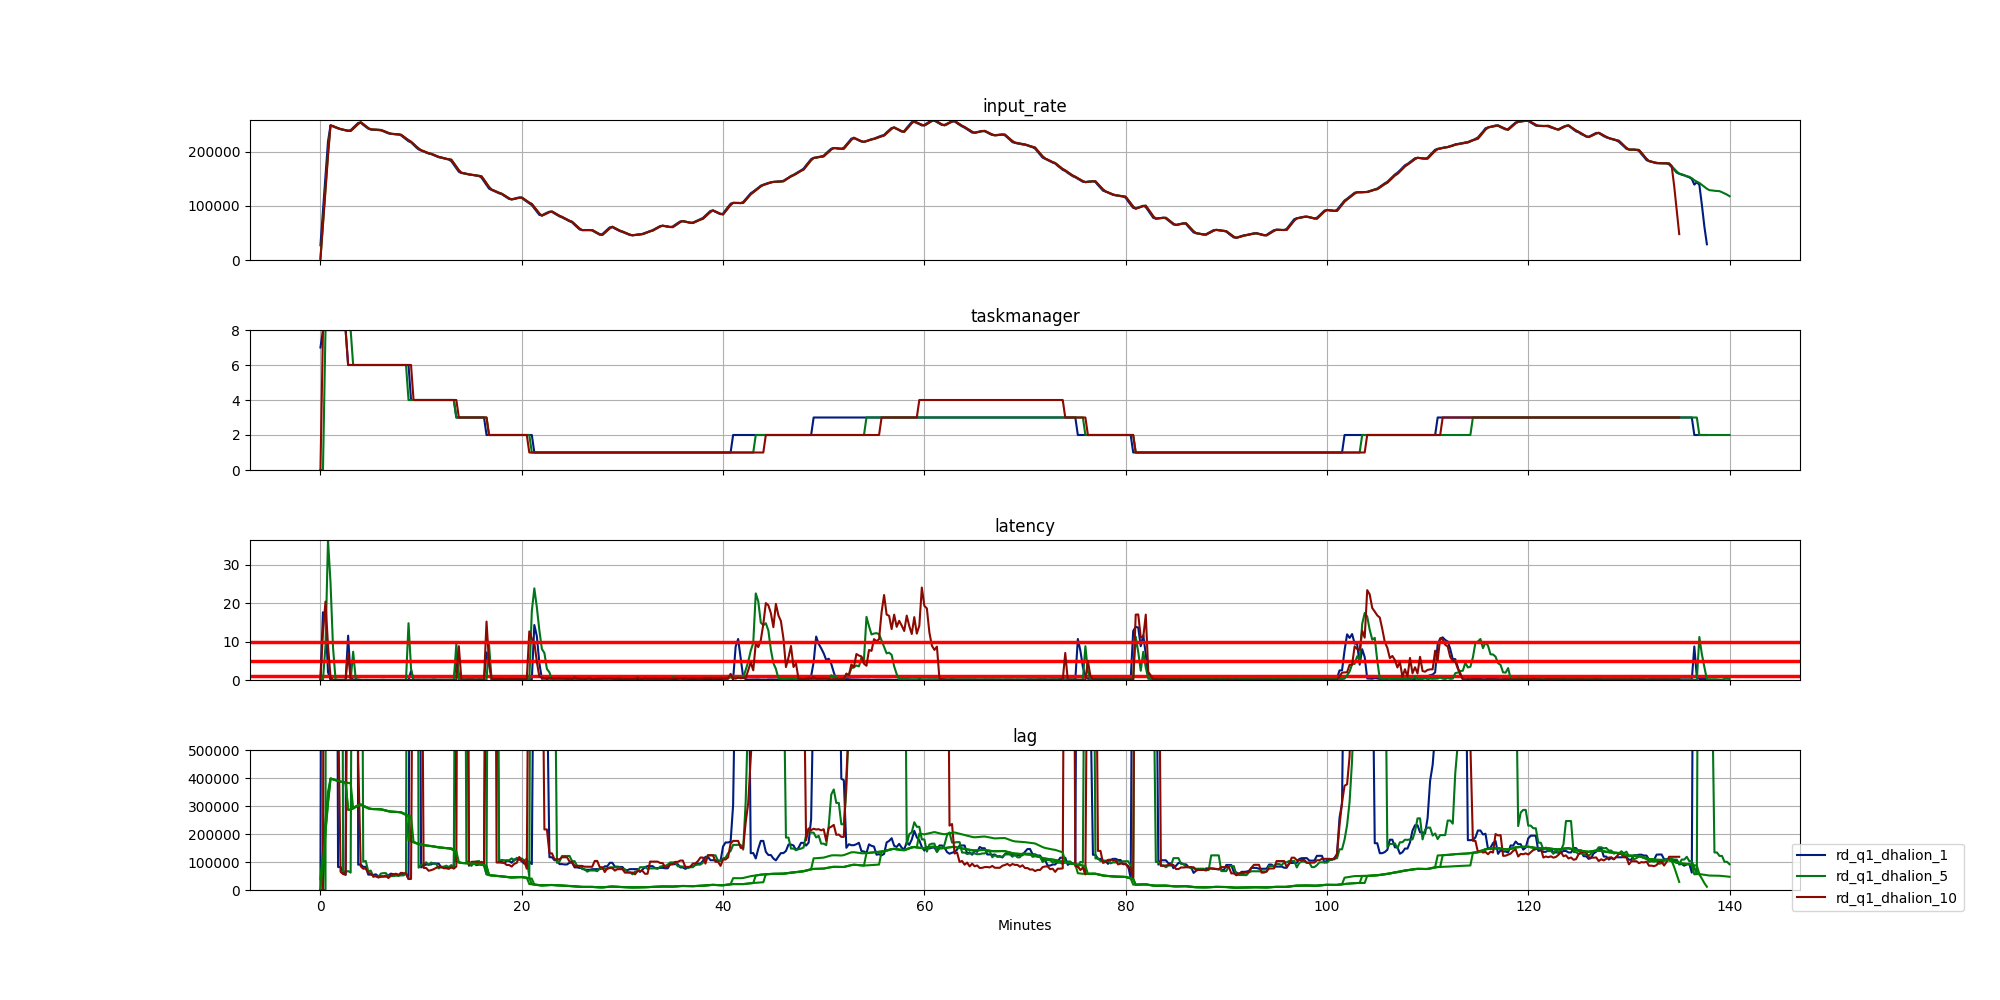 input_rate
200000
100000
0
taskmanager
8
6
4
2
0
latency
30
20
10
0
lag
500000
400000
300000
200000
100000
0
0 20 40 60 80 100 120 140
Minutes
rd_q1_dhalion_1
rd_q1_dhalion_5
rd_q1_dhalion_10